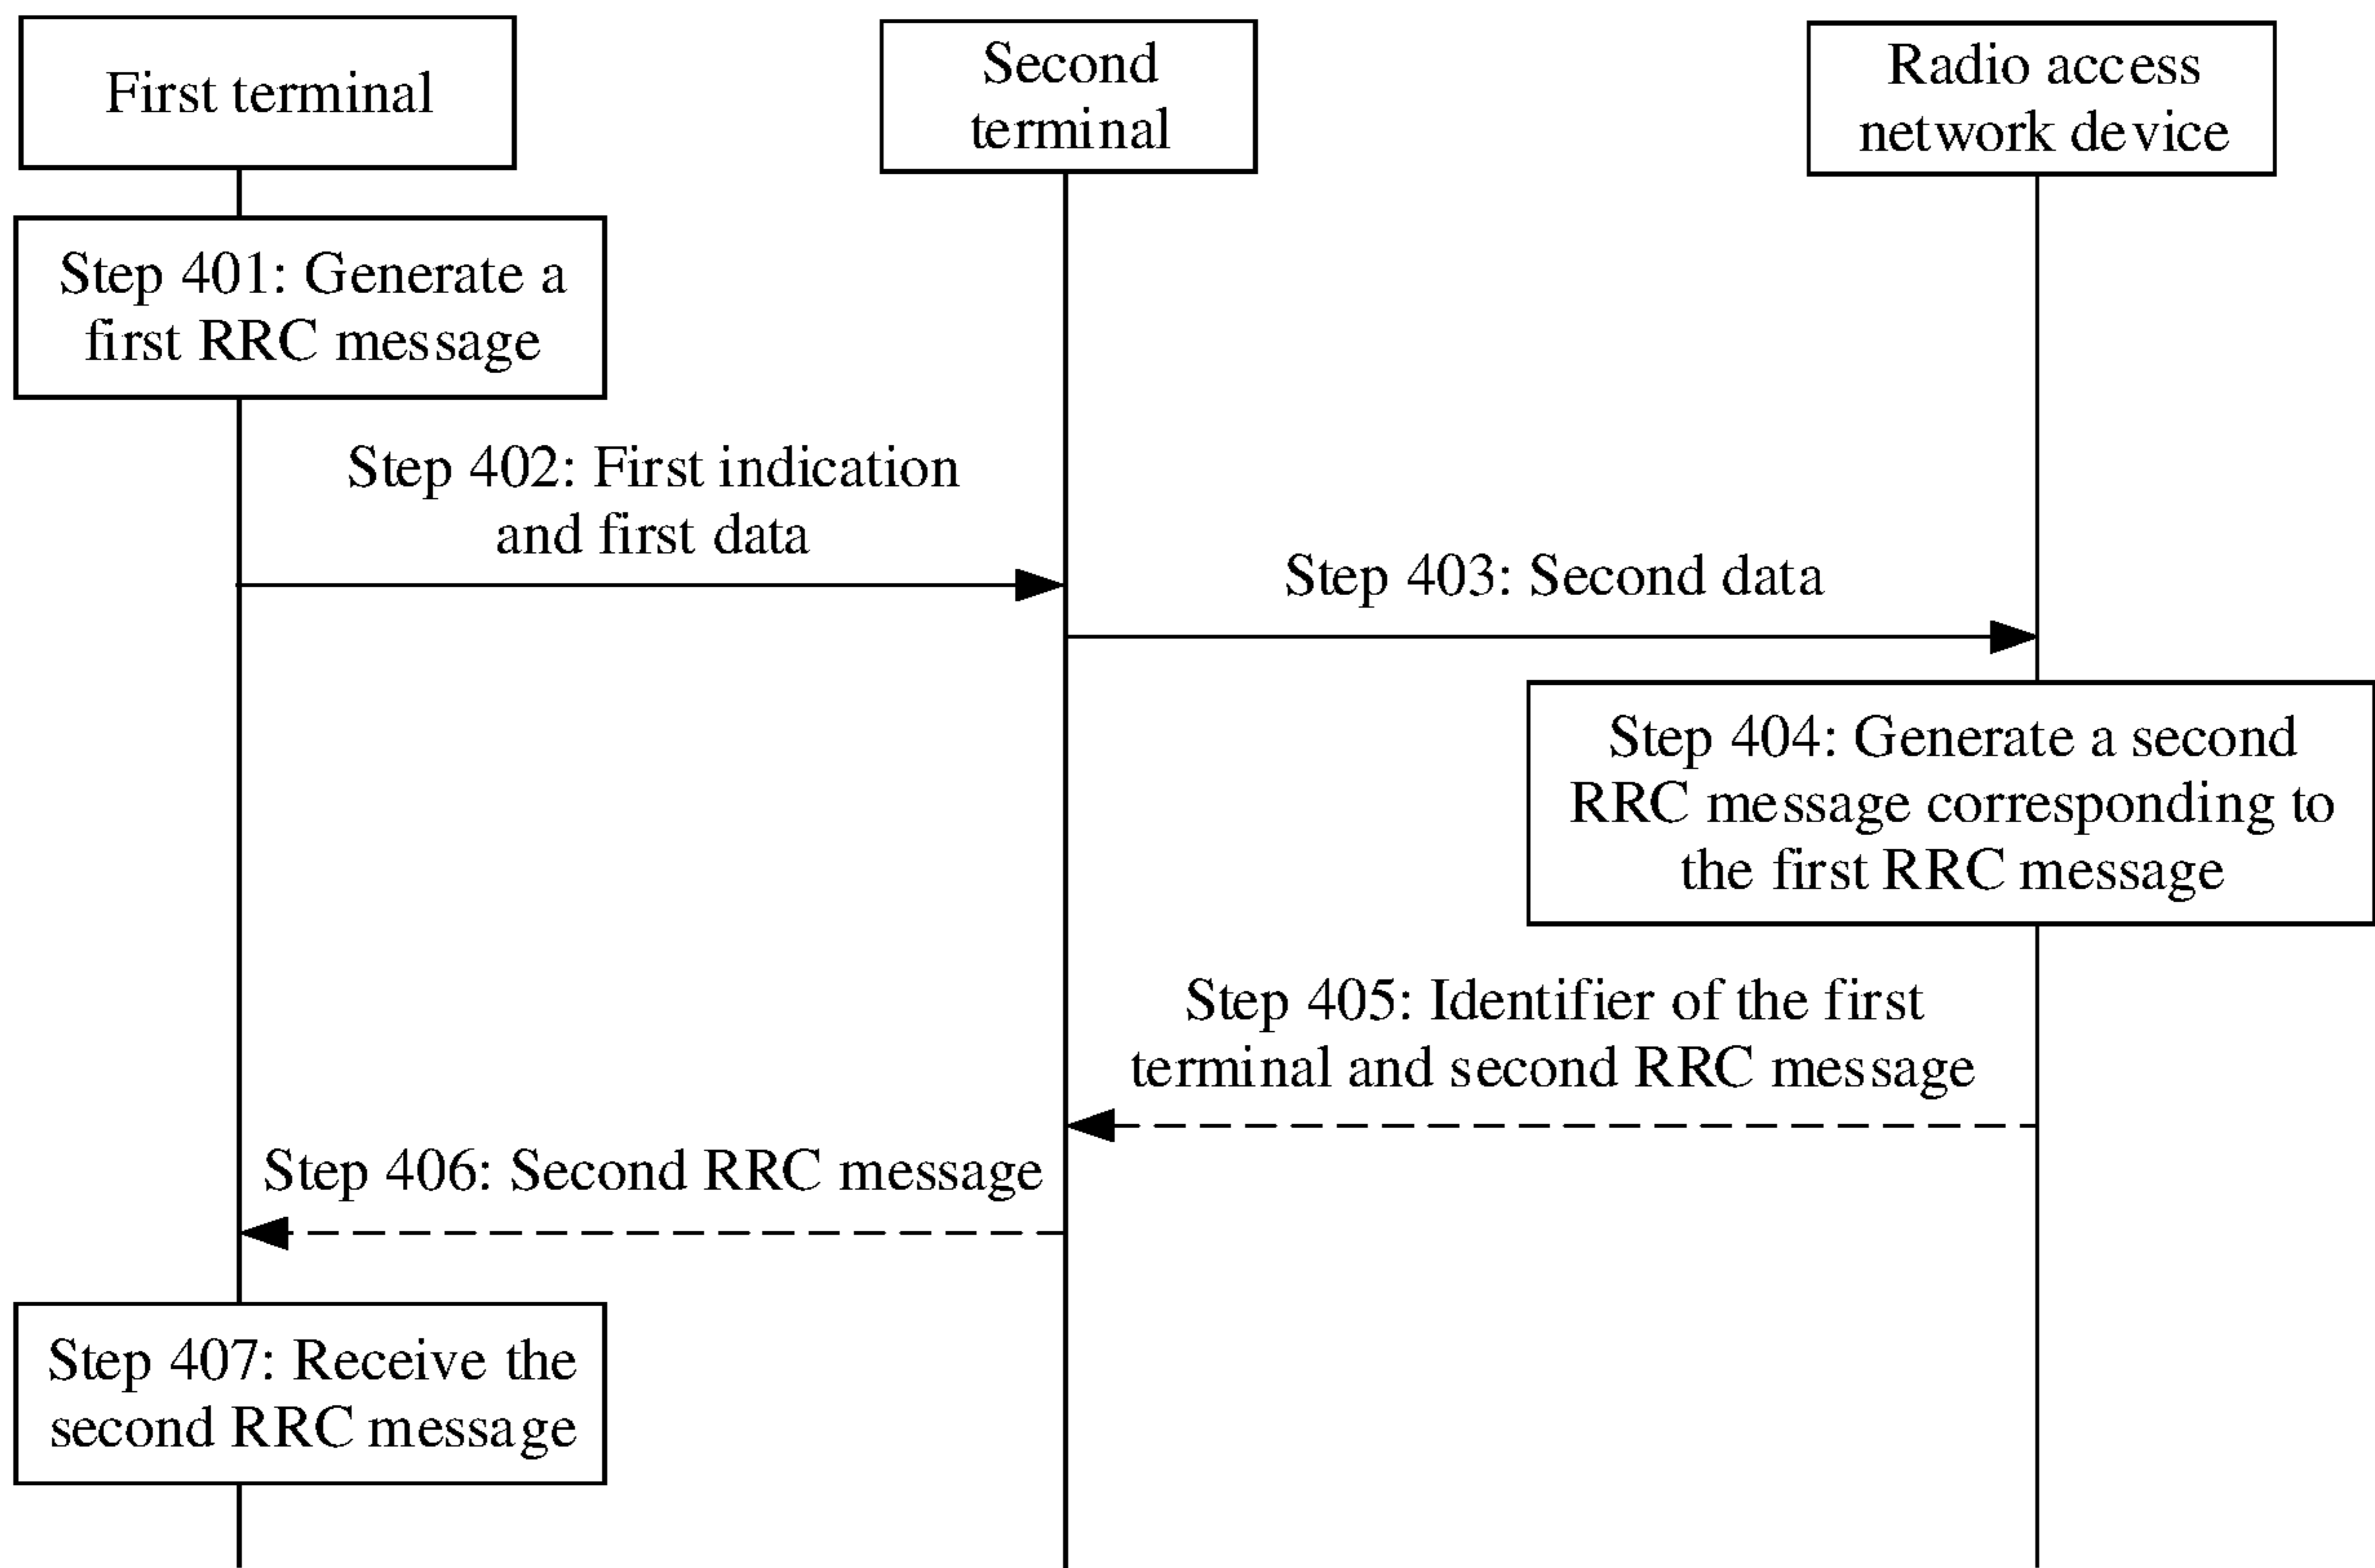 First terminal
Second
terminal
Radio access
network device
Step 401: Generate a
first RRC message
Step 402: First indication
and first data
Step 403: Second data
Step 404: Generate a second
RRC message corresponding to
the first RRC message
Step 405: Identifier of the first
terminal and second RRC message
Step 406: Second RRC message
Step 407: Receive the
second RRC message